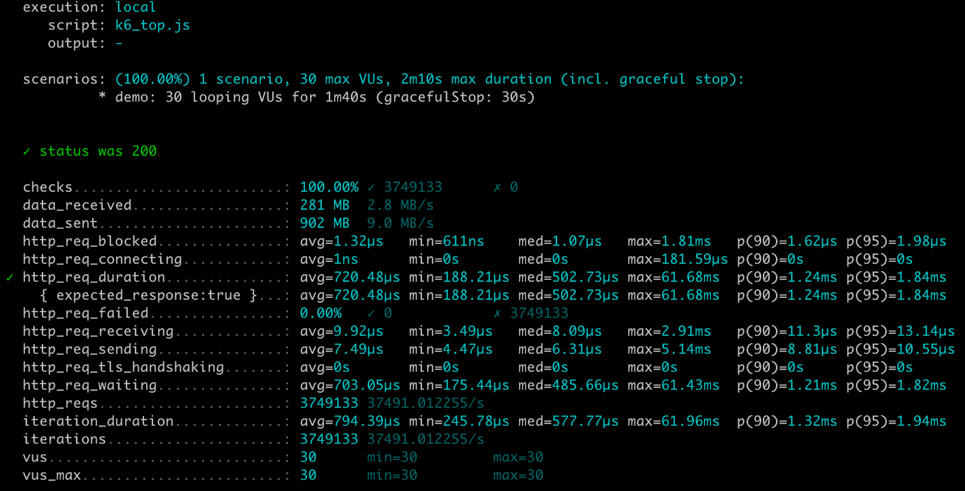 execution: local
script: k6_top.js
output: -
scenarios: (100.00%) 1 scenario, 30 max VUs, 2m10s max duration (incl. graceful stop):
* demo: 30 looping VUs for 1m40s (gracefulStop: 30s)
✓ status was 200
checks.........................: 100.00% ✓ 3749133 ✗ 0
data_received..................: 281 MB 2.8 MB/s
data_sent......................: 902 MB 9.0 MB/s
http_req_blocked...............: avg=1.32µs min=611ns med=1.07µs max=1.81ms p(90)=1.62µs p(95)=1.98µs
http_req_connecting............: avg=1ns min=0s med=0s max=181.59µs p(90)=0s p(95)=0s
✓ http_req_duration..............: avg=720.48µs min=188.21µs med=502.73µs max=61.68ms p(90)=1.24ms p(95)=1.84ms
{ expected_response:true }...: avg=720.48µs min=188.21µs med=502.73µs max=61.68ms p(90)=1.24ms p(95)=1.84ms
http_req_failed................: 0.00% ✓ 0 ✗ 3749133
http_req_receiving.............: avg=9.92µs min=3.49µs med=8.09µs max=2.91ms p(90)=11.3µs p(95)=13.14µs
http_req_sending...............: avg=7.49µs min=4.47µs med=6.31µs max=5.14ms p(90)=8.81µs p(95)=10.55µs
http_req_tls_handshaking.......: avg=0s min=0s med=0s max=0s p(90)=0s p(95)=0s
http_req_waiting...............: avg=703.05µs min=175.44µs med=485.66µs max=61.43ms p(90)=1.21ms p(95)=1.82ms
http_reqs......................: 3749133 37491.012255/s
iteration_duration.............: avg=794.39µs min=245.78µs med=577.77µs max=61.96ms p(90)=1.32ms p(95)=1.94ms
iterations.....................: 3749133 37491.012255/s
vus............................: 30 min=30 max=30
vus_max........................: 30 min=30 max=30